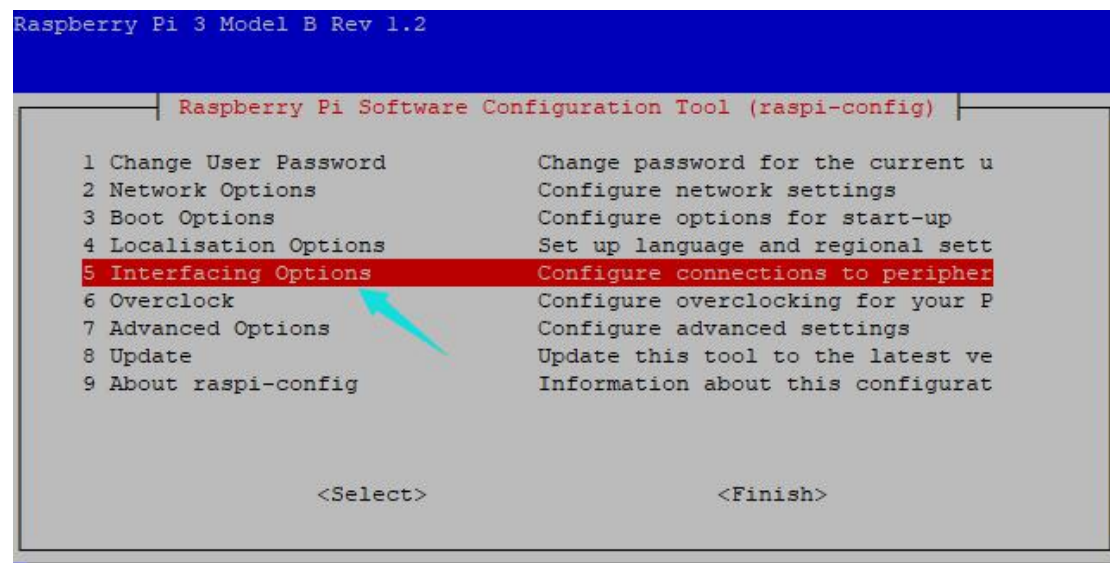 Raspberry Pi 3 Model B Rev 1.2
Raspberry Pi Software Configuration Tool (raspi-config)
1 Change User Password Change password for the current u
2 Network Options Configure network settings
3 Boot Options Configure options for start-up
4 Localisation Options Set up language and regional sett
5 Interfacing Options Configure connections to peripher
6 Overclock Configure overclocking for your P
7 Advanced Options Configure advanced settings
8 Update Update this tool to the latest ve
9 About raspi-config Information about this configurat
<Select> <Finish>